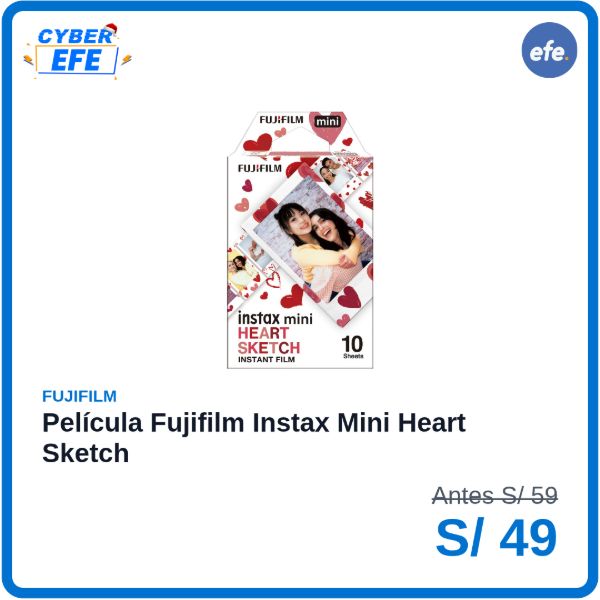 CYBER
EFE
efe.
FUJIFILM
mini
FUJIFILM
instax mini
HEART
SKETCH
INSTANT FILM
10
Sheets
FUJIFILM
Película Fujifilm Instax Mini Heart
Sketch
Antes S/ 59
S/ 49